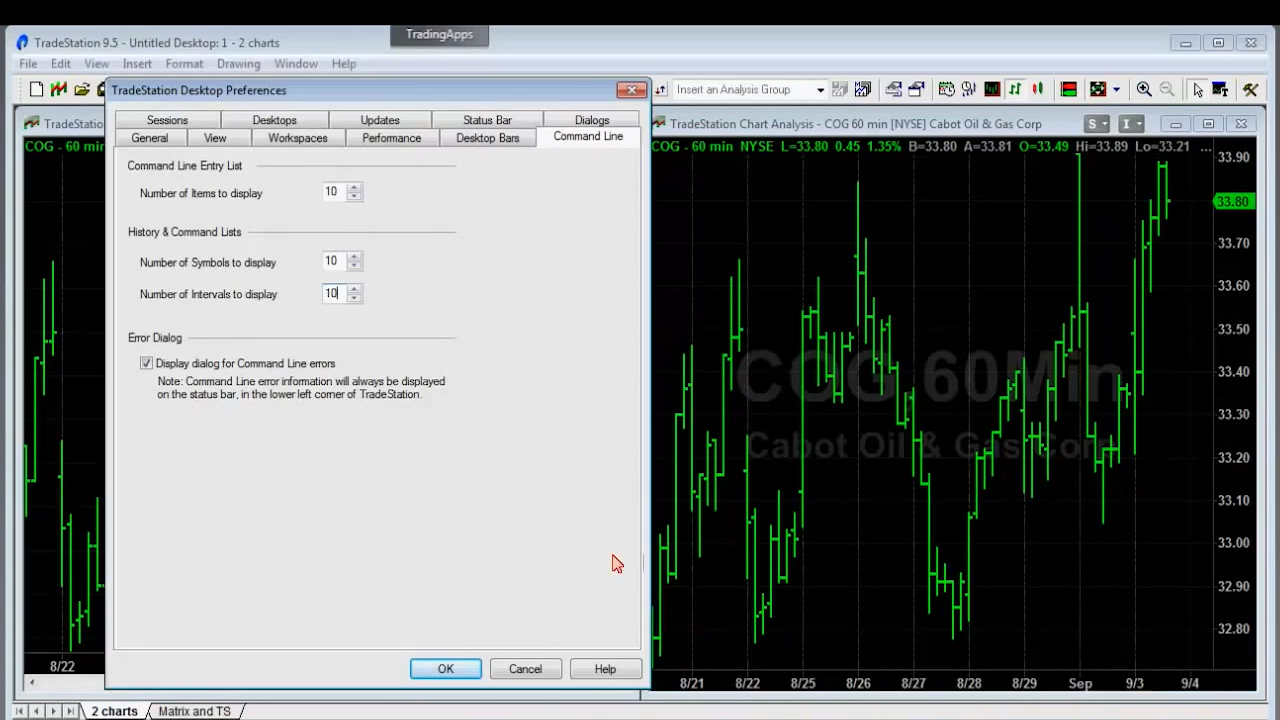 TradingApps
TradeStation 9.5 - Untitled Desktop: 1 - 2 charts
File Edit View Insert Format Drawing Window Help
TradeStation Desktop Preferences
Insert an Analysis Group
Sessions Desktops Updates Status Bar Dialogs
General View Workspaces Performance Desktop Bars Command Line
Command Line Entry List
Number of Items to display 10
History & Command Lists
Number of Symbols to display 10
Number of Intervals to display 10
Error Dialog
Display dialog for Command Line errors
Note: Command Line error information will always be displayed
on the status bar, in the lower left corner of TradeStation.
OK Cancel Help
TradeStation
COG - 60 min
8/22
TradeStation Chart Analysis - COG 60 min [NYSE] Cabot Oil & Gas Corp
S I
COG - 60 min NYSE L=33.80 0.45 1.35% B=33.80 A=33.81 O=33.49 Hi=33.89 Lo=33.21 ...
COG 60Min
Cabot Oil & Gas Corp
33.90
33.80
33.70
33.60
33.50
33.40
33.30
33.20
33.10
33.00
32.90
32.80
8/21 8/22 8/25 8/26 8/27 8/28 8/29 Sep 9/3 9/4
2 charts Matrix and TS